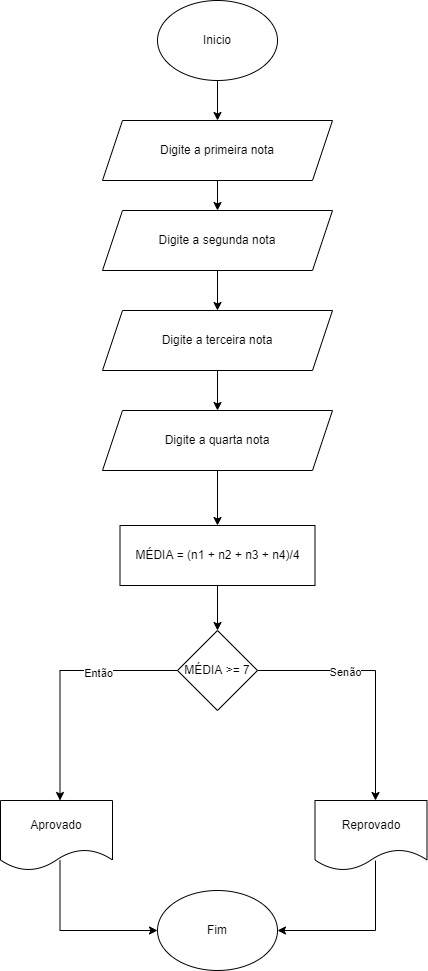 Inicio
Digite a primeira nota
Digite a segunda nota
Digite a terceira nota
Digite a quarta nota
MÉDIA = (n1 + n2 + n3 + n4)/4
MÉDIA >= 7
Então
Senão
Aprovado
Reprovado
Fim